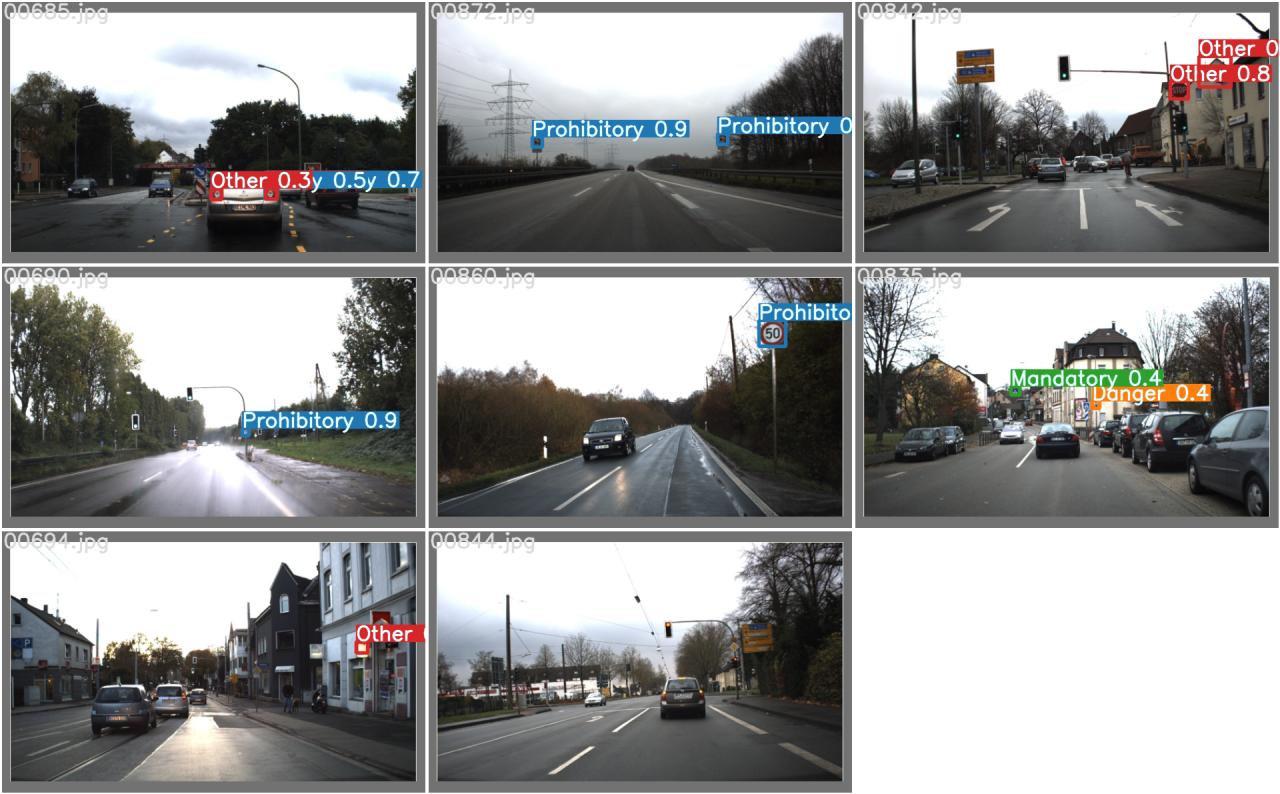 00685.jpg
Other 0.3y 0.5y 0.7
00872.jpg
Prohibitory 0.9
Prohibitory 0
00842.jpg
Other 0
Other 0.8
STOP
00690.jpg
Prohibitory 0.9
00860.jpg
Prohibito
50
00835.jpg
Mandatory 0.4
Danger 0.4
00694.jpg
Other
P
00844.jpg